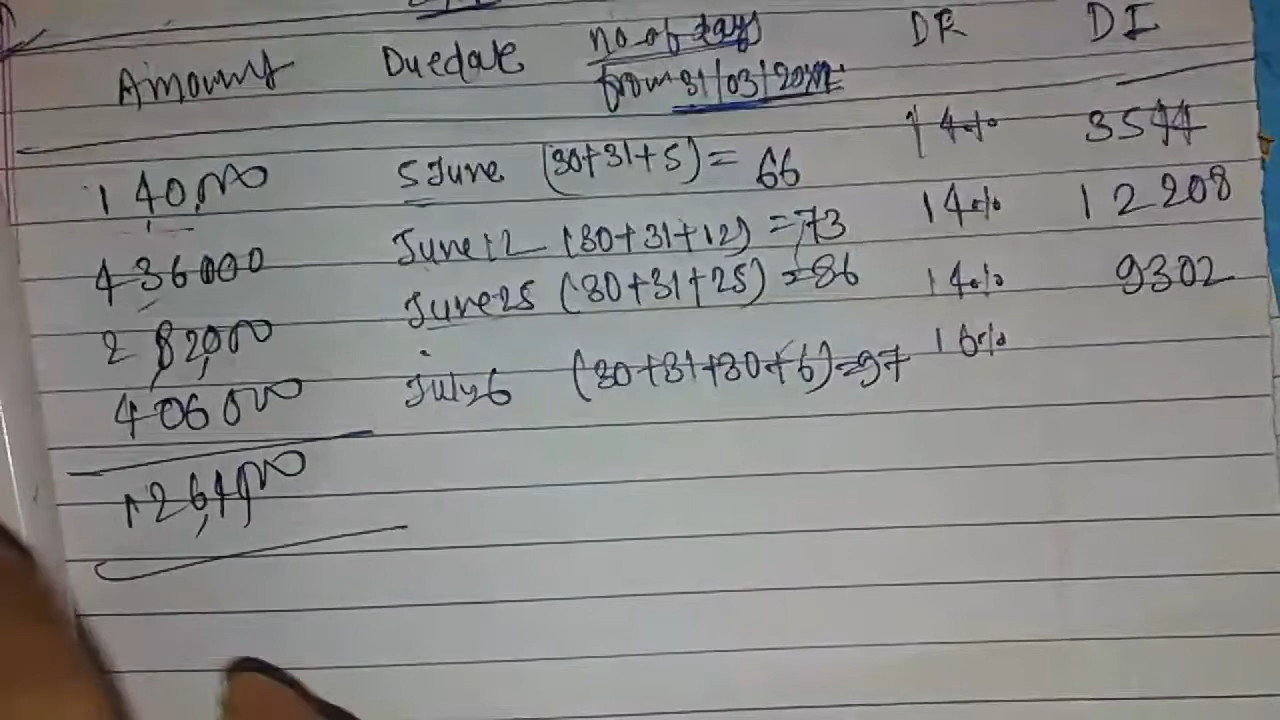 Amount Duedate no. of days from 31/03/20 DR DI
140,000 5 June (30+31+5) = 66 14% 3544
436000 June 12 (30+31+12) = 73 14% 12208
282,000 June 25 (30+31+25) = 86 14% 9302
406000 July 6 (30+31+30+6) = 97 16%